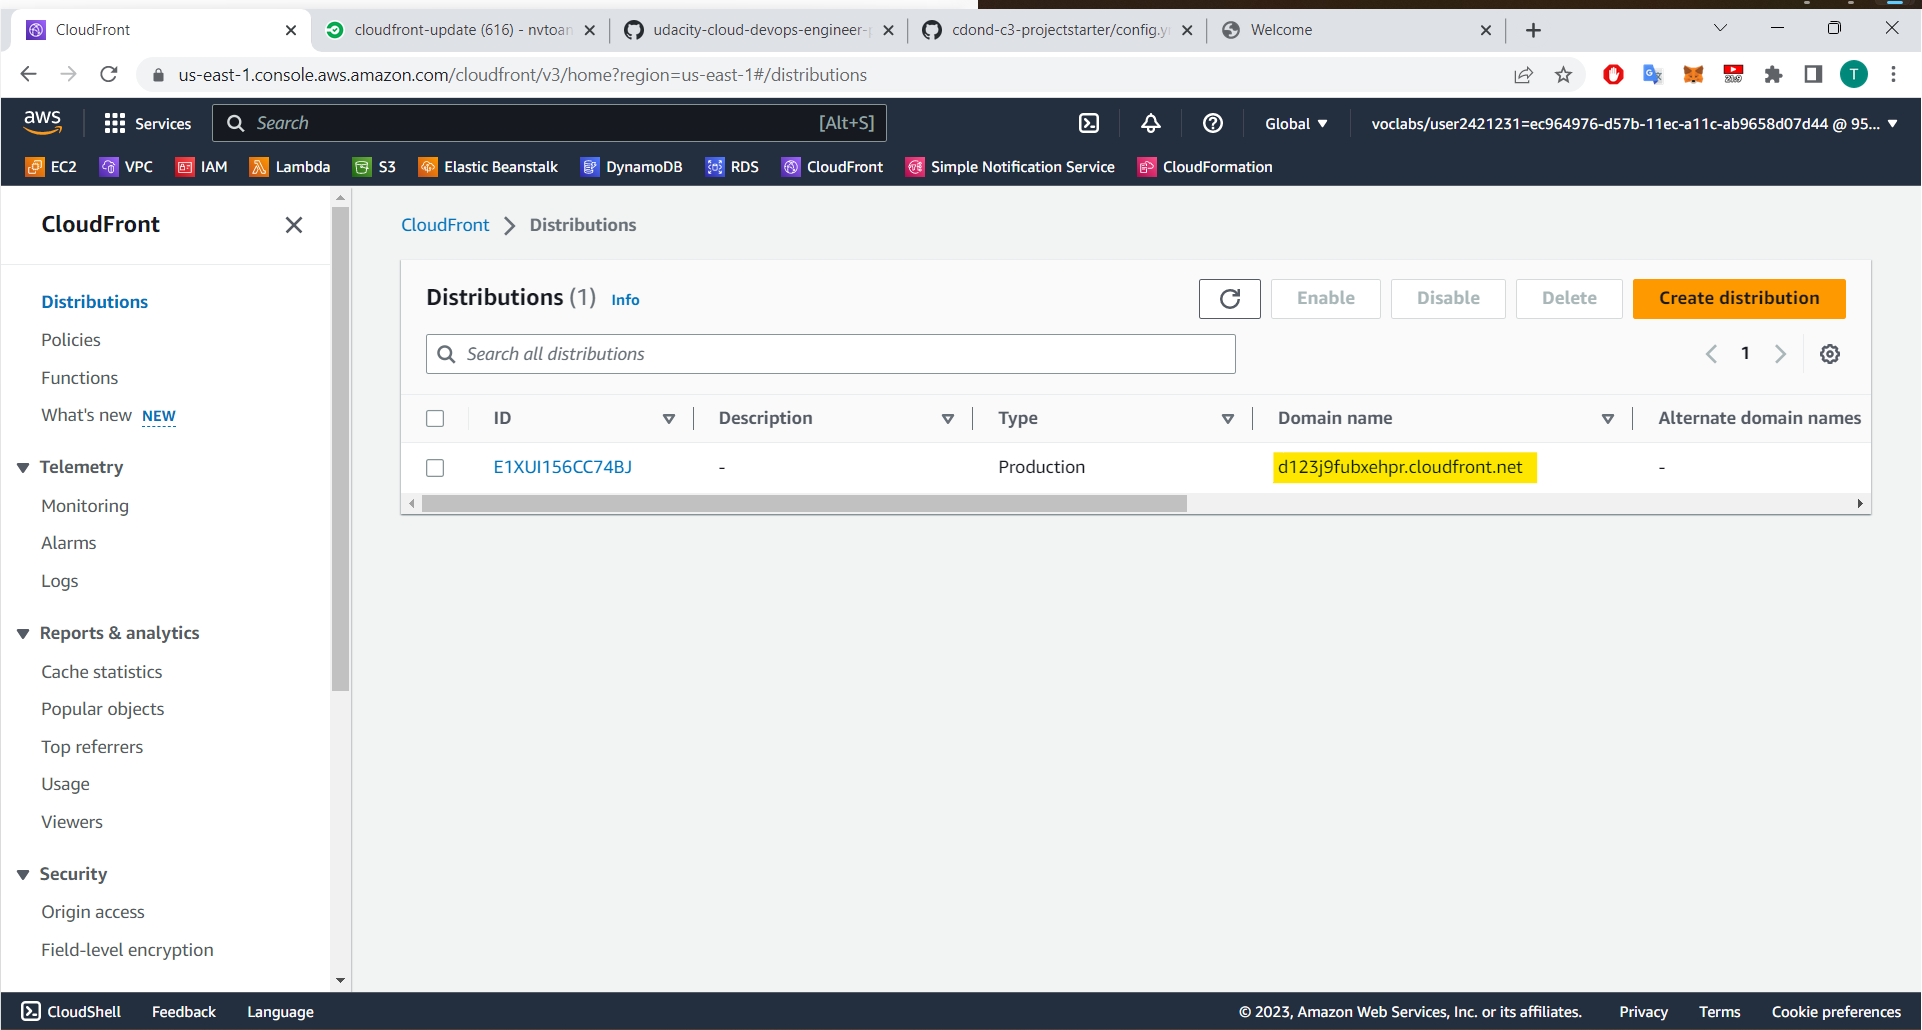 CloudFront
cloudfront-update (616) - nvtoan
udacity-cloud-devops-engineer-p
cdond-c3-projectstarter/config.y
Welcome
us-east-1.console.aws.amazon.com/cloudfront/v3/home?region=us-east-1#/distributions
21:9
T
aws
Services
Search
[Alt+S]
Global
voclabs/user2421231=ec964976-d57b-11ec-a11c-ab9658d07d44 @ 95...
EC2
VPC
IAM
Lambda
S3
Elastic Beanstalk
DynamoDB
RDS
CloudFront
Simple Notification Service
CloudFormation
CloudFront
Distributions
Policies
Functions
What's new NEW
Telemetry
Monitoring
Alarms
Logs
Reports & analytics
Cache statistics
Popular objects
Top referrers
Usage
Viewers
Security
Origin access
Field-level encryption
CloudFront > Distributions
Distributions (1) Info
Enable
Disable
Delete
Create distribution
Search all distributions
1
ID
Description
Type
Domain name
Alternate domain names
E1XUI156CC74BJ
-
Production
d123j9fubxehpr.cloudfront.net
-
CloudShell
Feedback
Language
© 2023, Amazon Web Services, Inc. or its affiliates.
Privacy
Terms
Cookie preferences